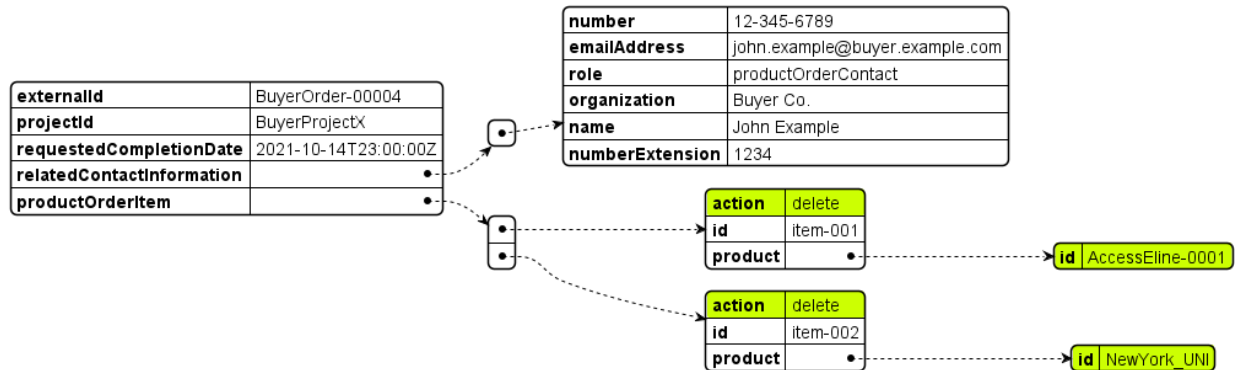 externalId BuyerOrder-00004
projectId BuyerProjectX
requestedCompletionDate 2021-10-14T23:00:00Z
relatedContactInformation
productOrderItem
number 12-345-6789
emailAddress john.example@buyer.example.com
role productOrderContact
organization Buyer Co.
name John Example
numberExtension 1234
action delete
id item-001
product
id AccessEline-0001
action delete
id item-002
product
id NewYork_UNI